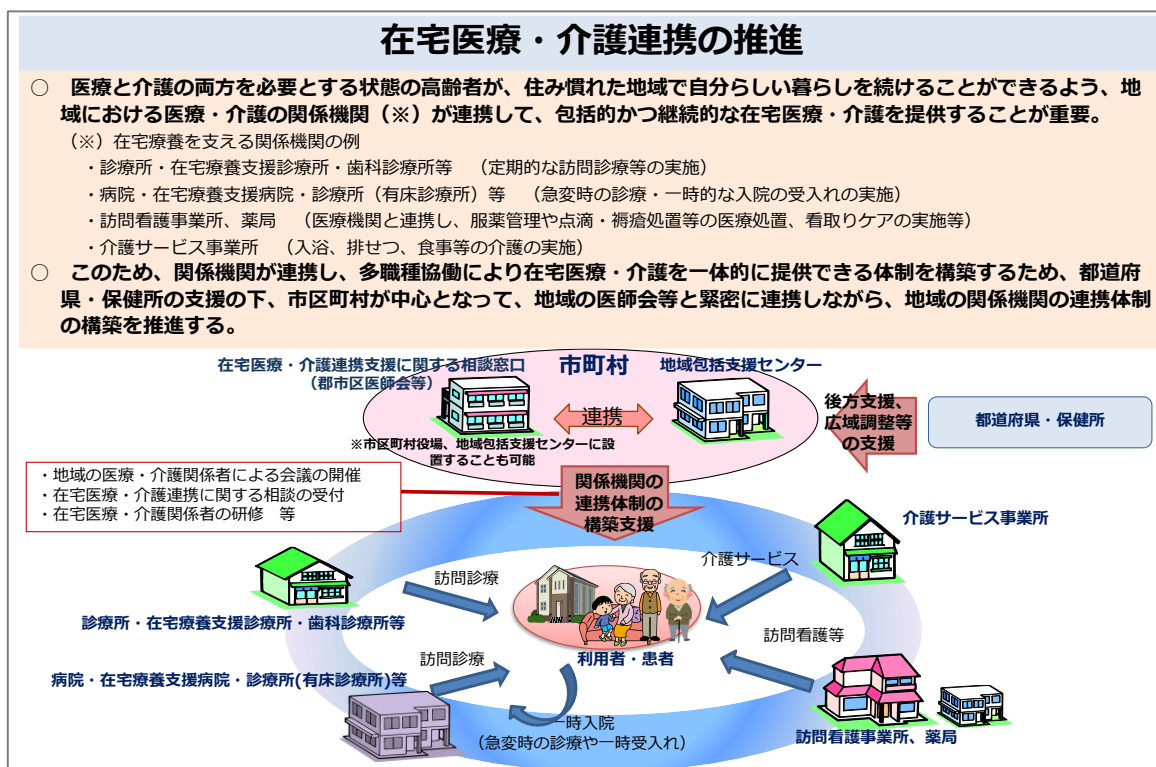 在宅医療・介護連携の推進
○　医療と介護の両方を必要とする状態の高齢者が、住み慣れた地域で自分らしい暮らしを続けることができるよう、地
域における医療・介護の関係機関（※）が連携して、包括的かつ継続的な在宅医療・介護を提供することが重要。
（※）在宅療養を支える関係機関の例
・診療所・在宅療養支援診療所・歯科診療所等　（定期的な訪問診療等の実施）
・病院・在宅療養支援病院・診療所（有床診療所）等　（急変時の診療・一時的な入院の受入れの実施）
・訪問看護事業所、薬局　（医療機関と連携し、服薬管理や点滴・褥瘡処置等の医療処置、看取りケアの実施等）
・介護サービス事業所　（入浴、排せつ、食事等の介護の実施）
○　このため、関係機関が連携し、多職種協働により在宅医療・介護を一体的に提供できる体制を構築するため、都道府
県・保健所の支援の下、市区町村が中心となって、地域の医師会等と緊密に連携しながら、地域の関係機関の連携体制
の構築を推進する。
市町村
在宅医療・介護連携支援に関する相談窓口
（郡市区医師会等）
地域包括支援センター
連携
※市区町村役場、地域包括支援センターに設
置することも可能
後方支援、
広域調整等
の支援
都道府県・保健所
・地域の医療・介護関係者による会議の開催
・在宅医療・介護連携に関する相談の受付
・在宅医療・介護関係者の研修　等
関係機関の
連携体制の
構築支援
介護サービス事業所
介護サービス
訪問診療
診療所・在宅療養支援診療所・歯科診療所等
利用者・患者
訪問看護等
訪問診療
病院・在宅療養支援病院・診療所(有床診療所)等
一時入院
（急変時の診療や一時受入れ）
訪問看護事業所、薬局